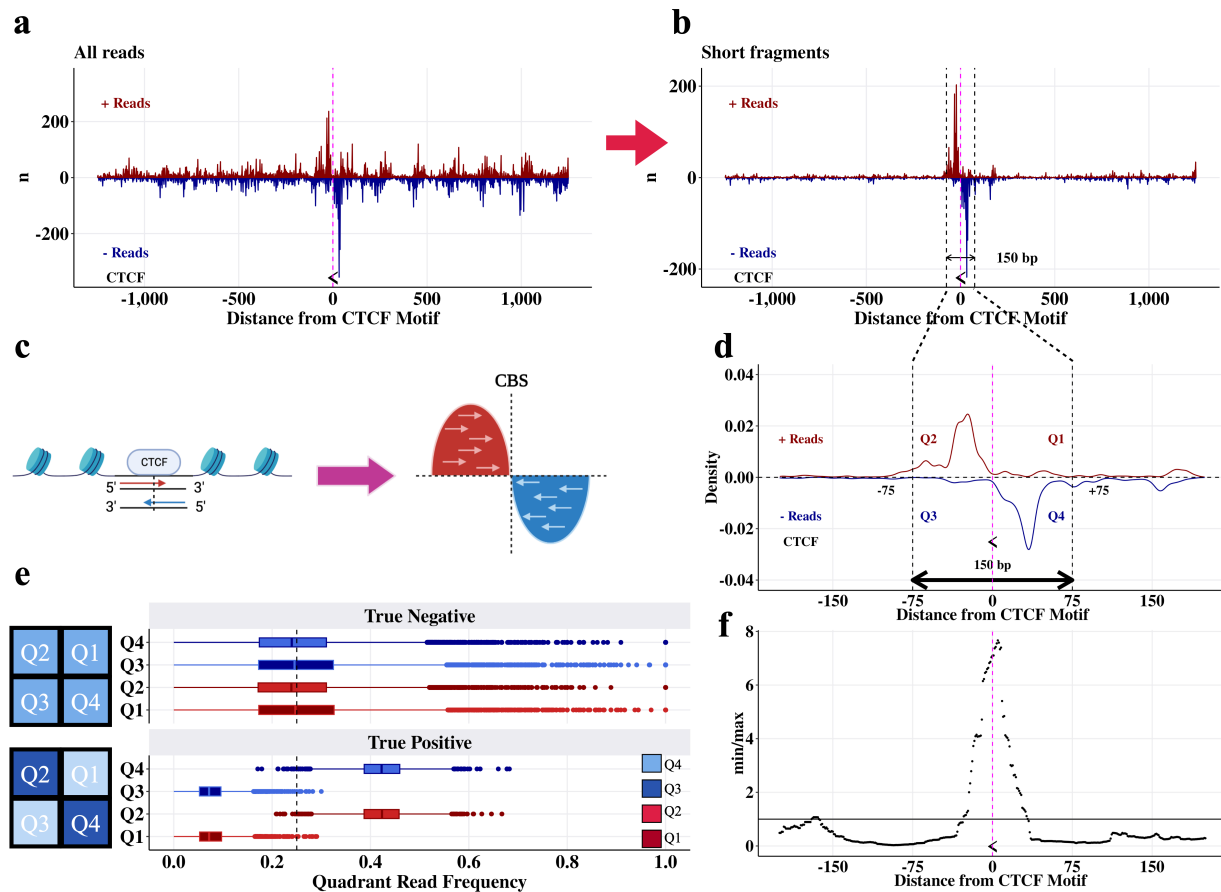 a
All reads
+ Reads
n
200
0
-200
- Reads
CTCF
-1,000
-500
0
500
1,000
Distance from CTCF Motif
b
Short fragments
+ Reads
n
200
0
-200
- Reads
CTCF
150 bp
-1,000
-500
0
500
1,000
Distance from CTCF Motif
c
CTCF
5'
3'
3'
5'
CBS
d
0.04
0.02
0.00
-0.02
-0.04
Density
+ Reads
Q2
Q1
-75
+75
- Reads
Q3
Q4
CTCF
150 bp
-150
-75
0
75
150
Distance from CTCF Motif
e
Q2
Q1
Q3
Q4
True Negative
Q4
Q3
Q2
Q1
Q2
Q1
Q3
Q4
True Positive
Q4
Q3
Q2
Q1
Q4
Q3
Q2
Q1
0.0
0.2
0.4
0.6
0.8
1.0
Quadrant Read Frequency
f
8
6
4
2
1
0
min/max
-150
-75
0
75
150
Distance from CTCF Motif